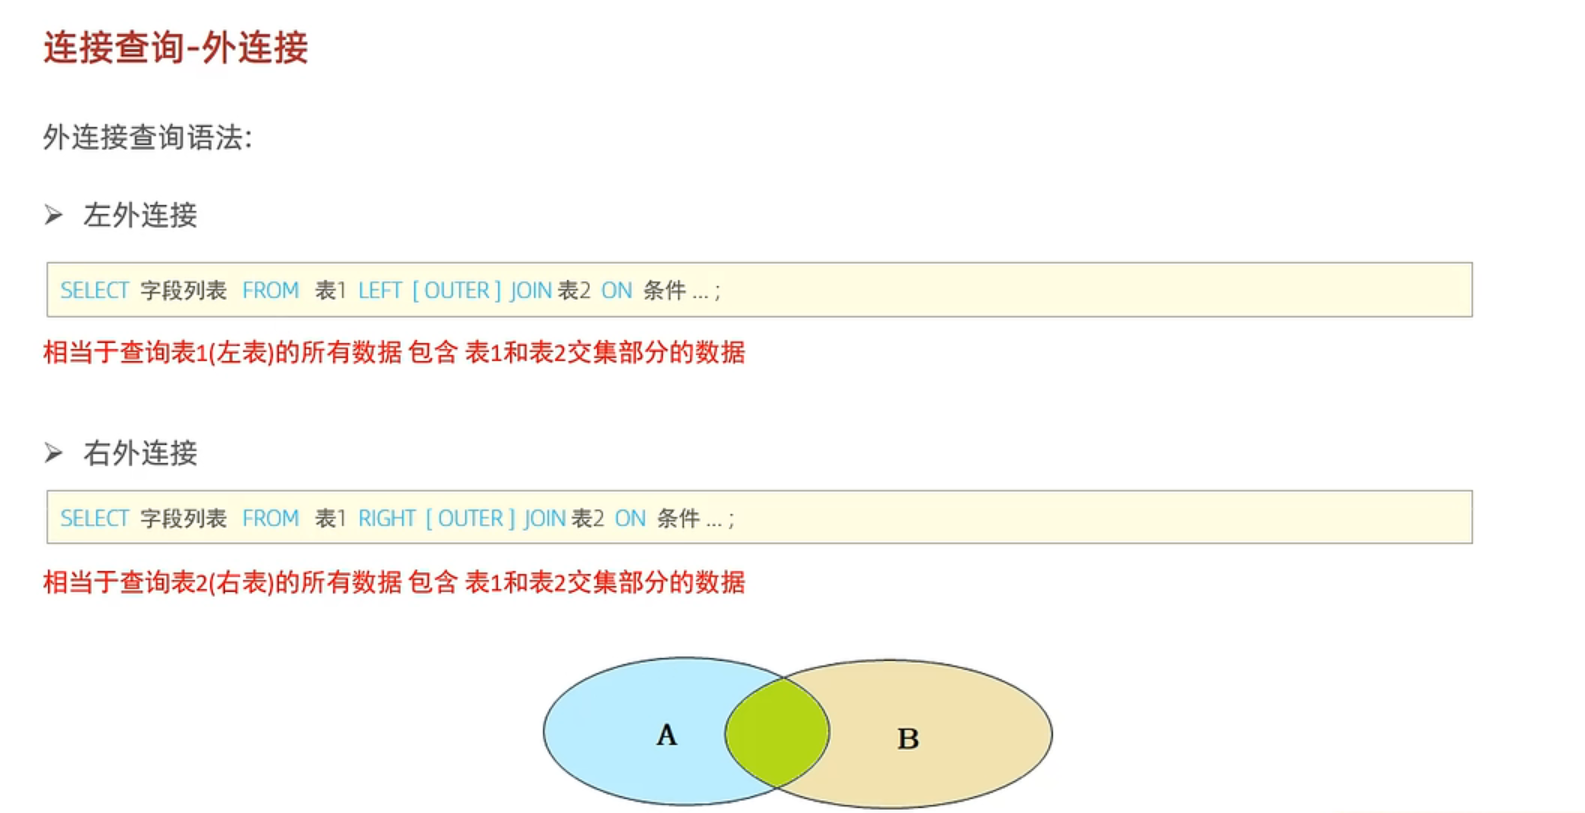 连接查询-外连接
外连接查询语法:
➢ 左外连接
SELECT 字段列表 FROM 表1 LEFT [ OUTER ] JOIN 表2 ON 条件 ... ;
相当于查询表1(左表)的所有数据 包含 表1和表2交集部分的数据
➢ 右外连接
SELECT 字段列表 FROM 表1 RIGHT [ OUTER ] JOIN 表2 ON 条件 ... ;
相当于查询表2(右表)的所有数据 包含 表1和表2交集部分的数据
A B